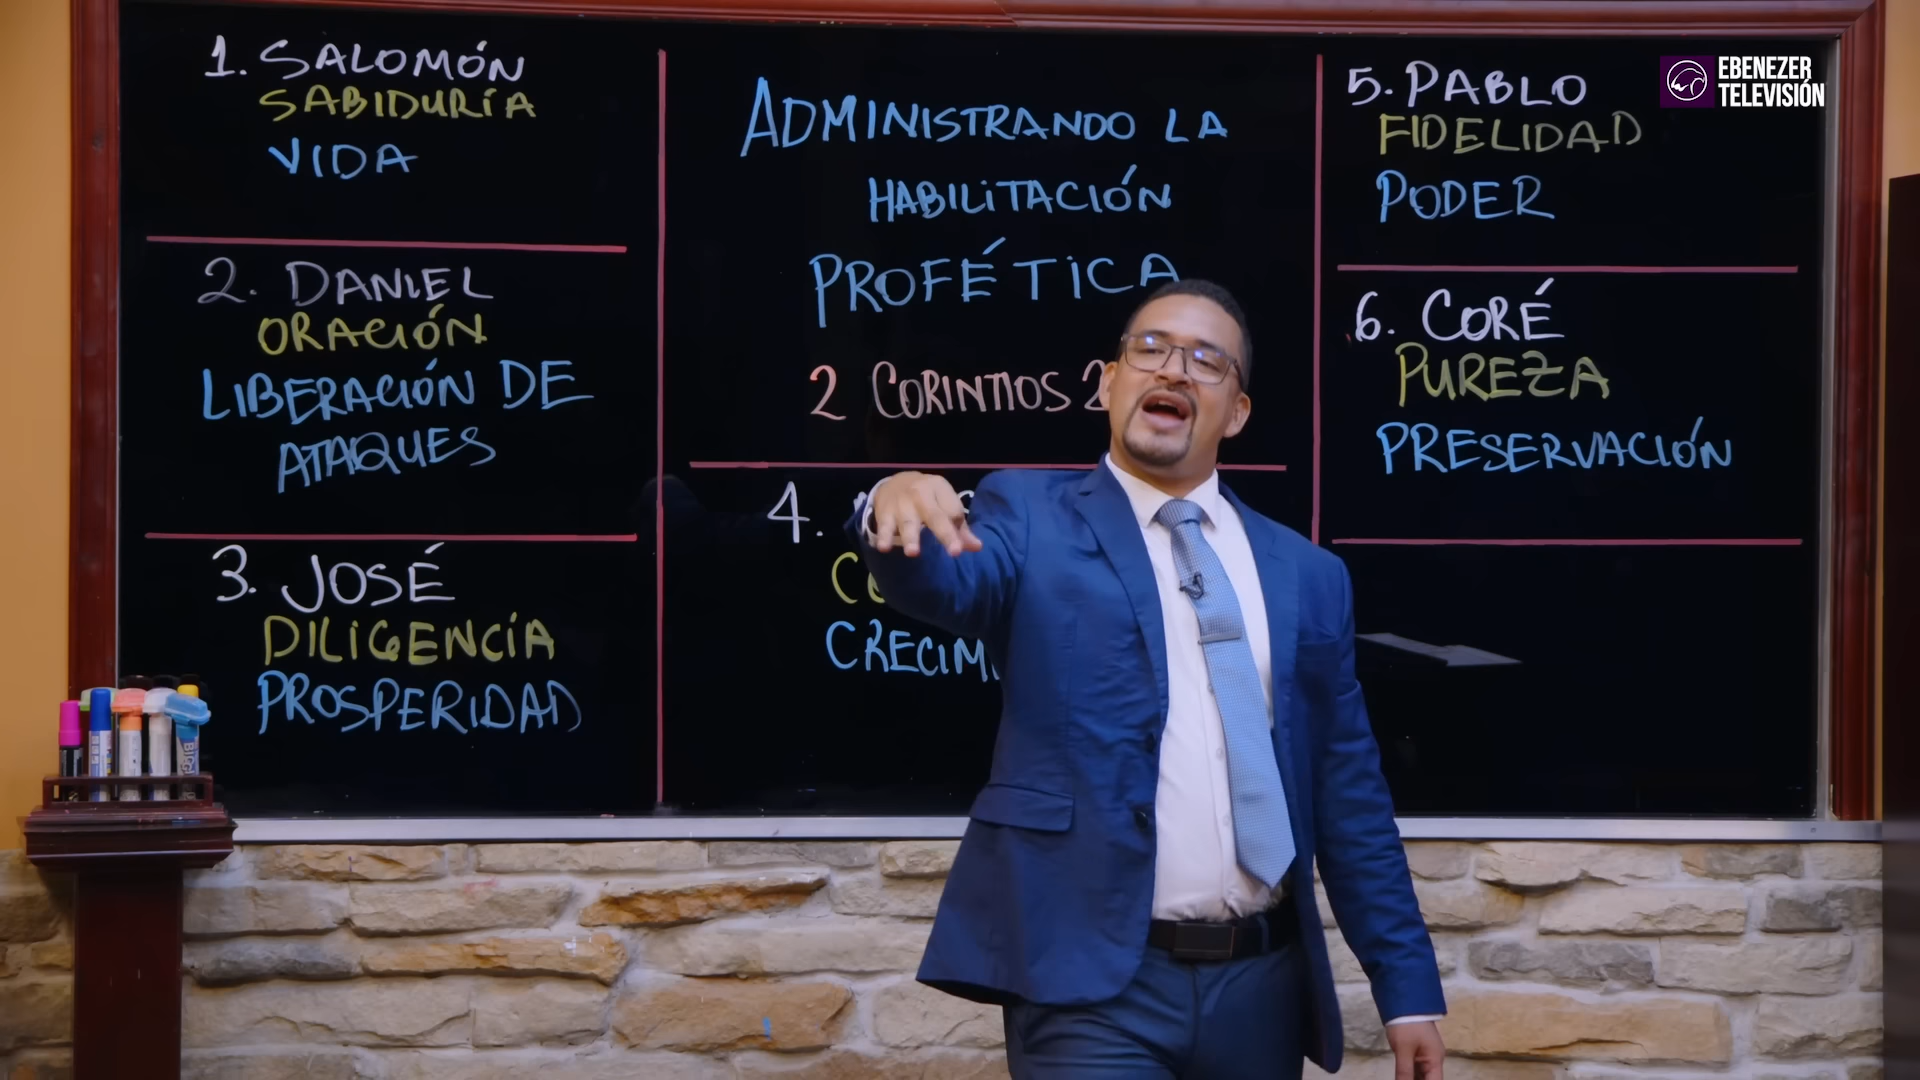 1. SALOMÓN
SABIDURÍA
VIDA
2. DANIEL
ORACIÓN
LIBERACIÓN DE
ATAQUES
3. JOSÉ
DILIGENCIA
PROSPERIDAD
ADMINISTRANDO LA
HABILITACIÓN
PROFÉTICA
2 CORINTIOS 2
4.
5. PABLO
FIDELIDAD
PODER
6. CORÉ
PUREZA
PRESERVACIÓN
EBENEZER
TELEVISIÓN